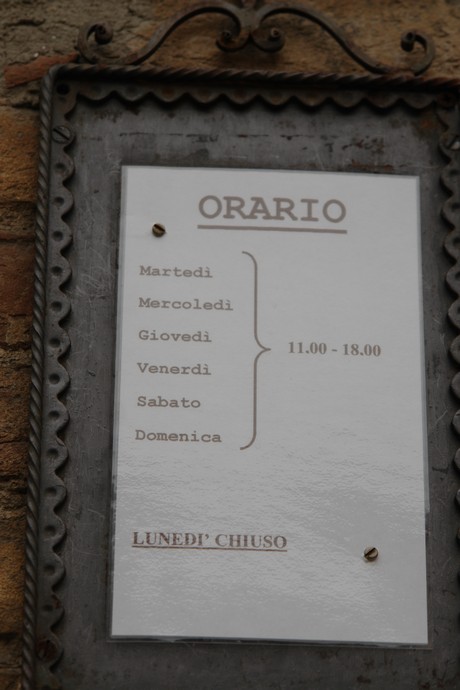 ORARIO
Martedì
Mercoledì
Giovedì
Venerdì
Sabato
Domenica
11.00 - 18.00
LUNEDI' CHIUSO